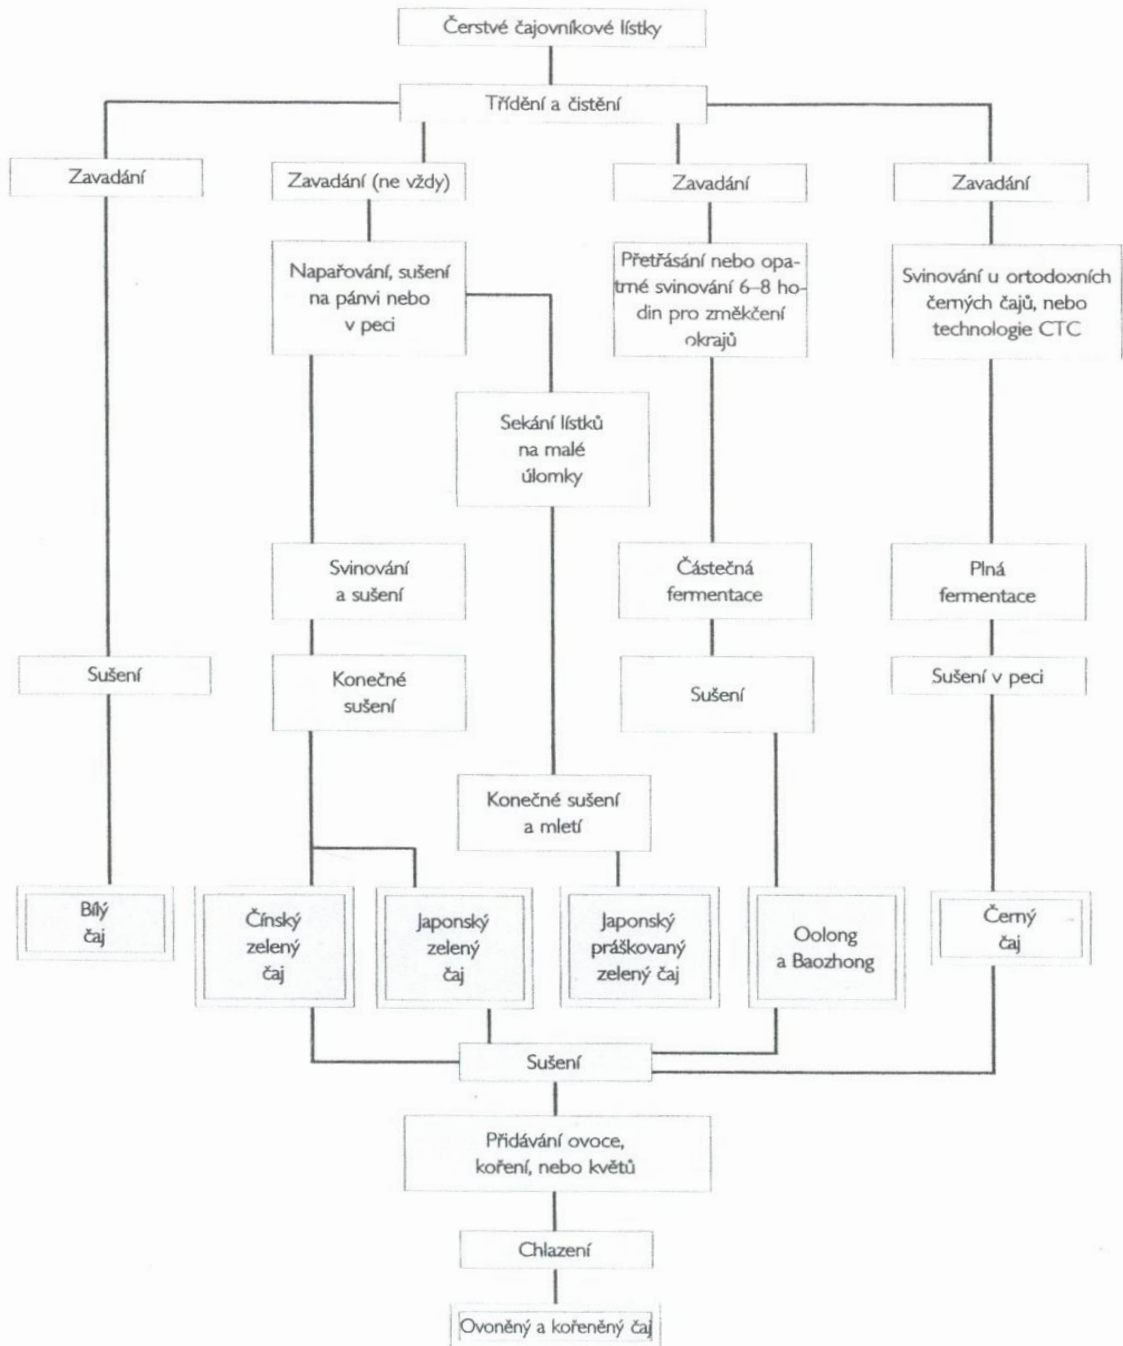 Čerstvé čajovníkové lístky
Třídění a čistění
Zavadání
Zavadání (ne vždy)
Zavadání
Zavadání
Napařování, sušení
na pánvi nebo
v peci
Přetřásání nebo opa-
trné svinování 6–8 ho-
din pro změkčení
okrajů
Svinování u ortodoxních
černých čajů, nebo
technologie CTC
Sekání lístků
na malé
úlomky
Svinování
a sušení
Částečná
fermentace
Plná
fermentace
Sušení
Konečné
sušení
Sušení
Sušení v peci
Konečné sušení
a mletí
Bílý
čaj
Čínský
zelený
čaj
Japonský
zelený
čaj
Japonský
práškovaný
zelený čaj
Oolong
a Baozhong
Černý
čaj
Sušení
Přidávání ovoce,
koření, nebo květů
Chlazení
Ovoněný a kořeněný čaj